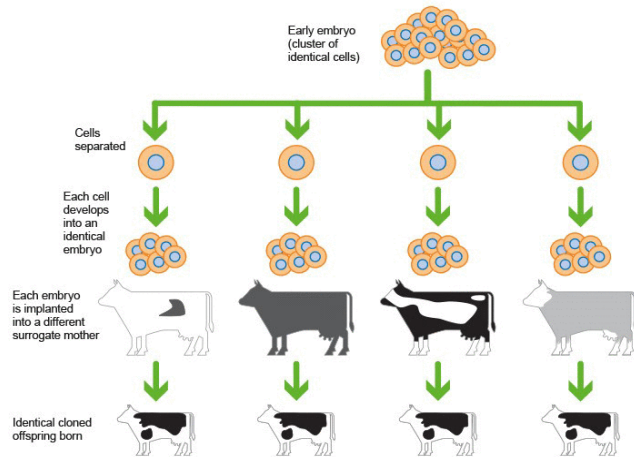 Early embryo
(cluster of
identical cells)
Cells
separated
Each cell
develops
into an
identical
embryo
Each embryo
is implanted
into a different
surrogate mother
Identical cloned
offspring born